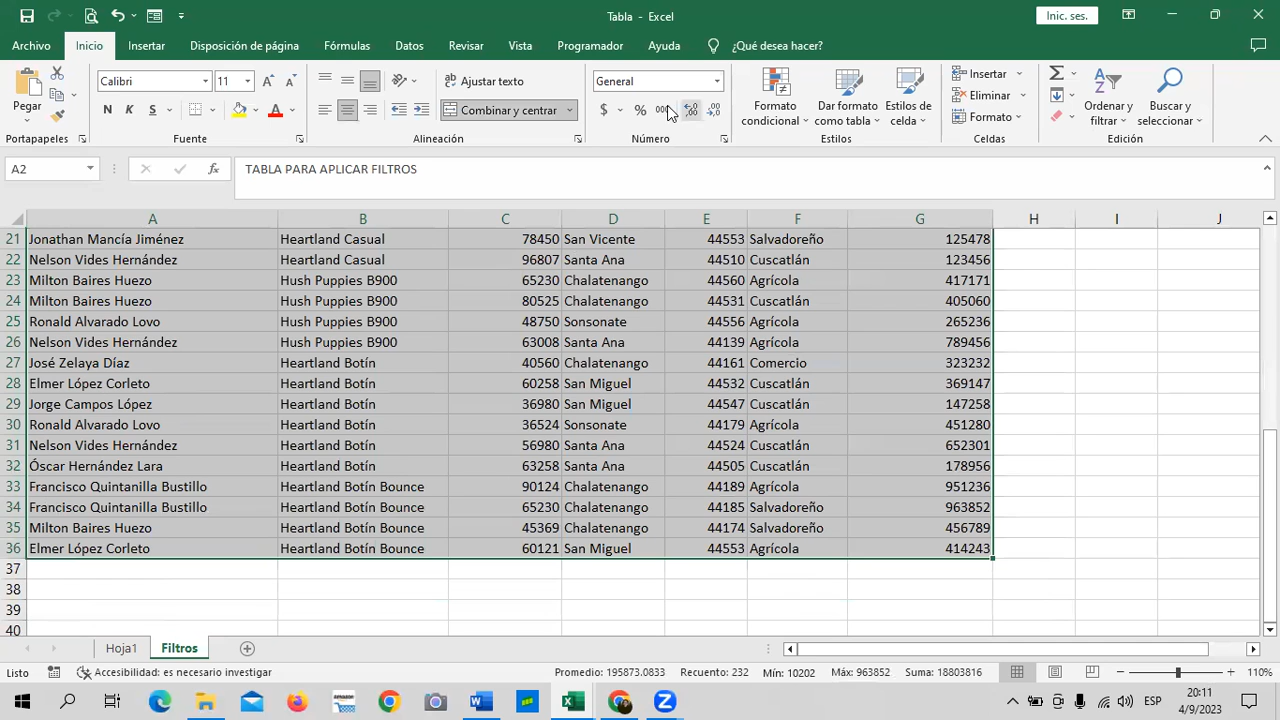 Tabla - Excel
Inic. ses.
Archivo Inicio Insertar Disposición de página Fórmulas Datos Revisar Vista Programador Ayuda ¿Qué desea hacer?
Pegar
Calibri 11
N K S
Ajustar texto
Combinar y centrar
General
$ % 000
Formato condicional
Dar formato como tabla
Estilos de celda
Insertar
Eliminar
Formato
Ordenar y filtrar
Buscar y seleccionar
Portapapeles Fuente Alineación Número Estilos Celdas Edición
A2 fx TABLA PARA APLICAR FILTROS
A B C D E F G H I J
21 Jonathan Mancía Jiménez Heartland Casual 78450 San Vicente 44553 Salvadoreño 125478
22 Nelson Vides Hernández Heartland Casual 96807 Santa Ana 44510 Cuscatlán 123456
23 Milton Baires Huezo Hush Puppies B900 65230 Chalatenango 44560 Agrícola 417171
24 Milton Baires Huezo Hush Puppies B900 80525 Chalatenango 44531 Cuscatlán 405060
25 Ronald Alvarado Lovo Hush Puppies B900 48750 Sonsonate 44556 Agrícola 265236
26 Nelson Vides Hernández Hush Puppies B900 63008 Santa Ana 44139 Agrícola 789456
27 José Zelaya Díaz Heartland Botín 40560 Chalatenango 44161 Comercio 323232
28 Elmer López Corleto Heartland Botín 60258 San Miguel 44532 Cuscatlán 369147
29 Jorge Campos López Heartland Botín 36980 San Miguel 44547 Cuscatlán 147258
30 Ronald Alvarado Lovo Heartland Botín 36524 Sonsonate 44179 Agrícola 451280
31 Nelson Vides Hernández Heartland Botín 56980 Santa Ana 44524 Cuscatlán 652301
32 Óscar Hernández Lara Heartland Botín 63258 Santa Ana 44505 Cuscatlán 178956
33 Francisco Quintanilla Bustillo Heartland Botín Bounce 90124 Chalatenango 44189 Agrícola 951236
34 Francisco Quintanilla Bustillo Heartland Botín Bounce 65230 Chalatenango 44185 Salvadoreño 963852
35 Milton Baires Huezo Heartland Botín Bounce 45369 Chalatenango 44174 Salvadoreño 456789
36 Elmer López Corleto Heartland Botín Bounce 60121 San Miguel 44553 Agrícola 414243
37
38
39
40
Hoja1 Filtros
Listo Accesibilidad: es necesario investigar Promedio: 195873.0833 Recuento: 232 Mín: 10202 Máx: 963852 Suma: 18803816 110%
ESP 20:11
4/9/2023